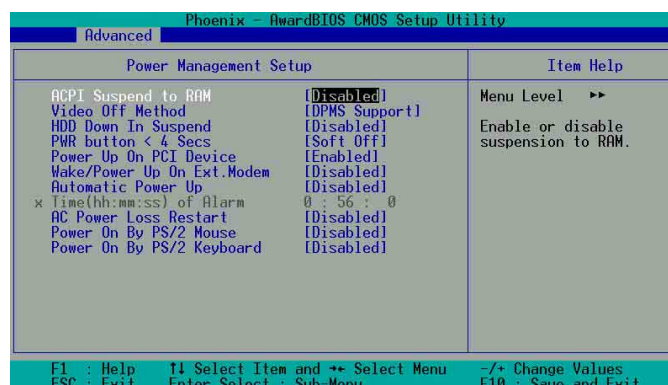 Phoenix - AwardBIOS CMOS Setup Utility
Advanced
Power Management Setup
Item Help
ACPI Suspend to RAM [Disabled]
Video Off Method [DPMS Support]
HDD Down In Suspend [Disabled]
PWR button < 4 Secs [Soft Off]
Power Up On PCI Device [Enabled]
Wake/Power Up On Ext.Modem [Disabled]
Automatic Power Up [Disabled]
x Time(hh:mm:ss) of Alarm 0 : 56 : 0
AC Power Loss Restart [Disabled]
Power On By PS/2 Mouse [Disabled]
Power On By PS/2 Keyboard [Disabled]
Menu Level ▸▸
Enable or disable
suspension to RAM.
F1 : Help ↑↓ Select Item and →← Select Menu -/+ Change Values
ESC : Exit Enter Select : Sub-Menu F10 : Save and Exit